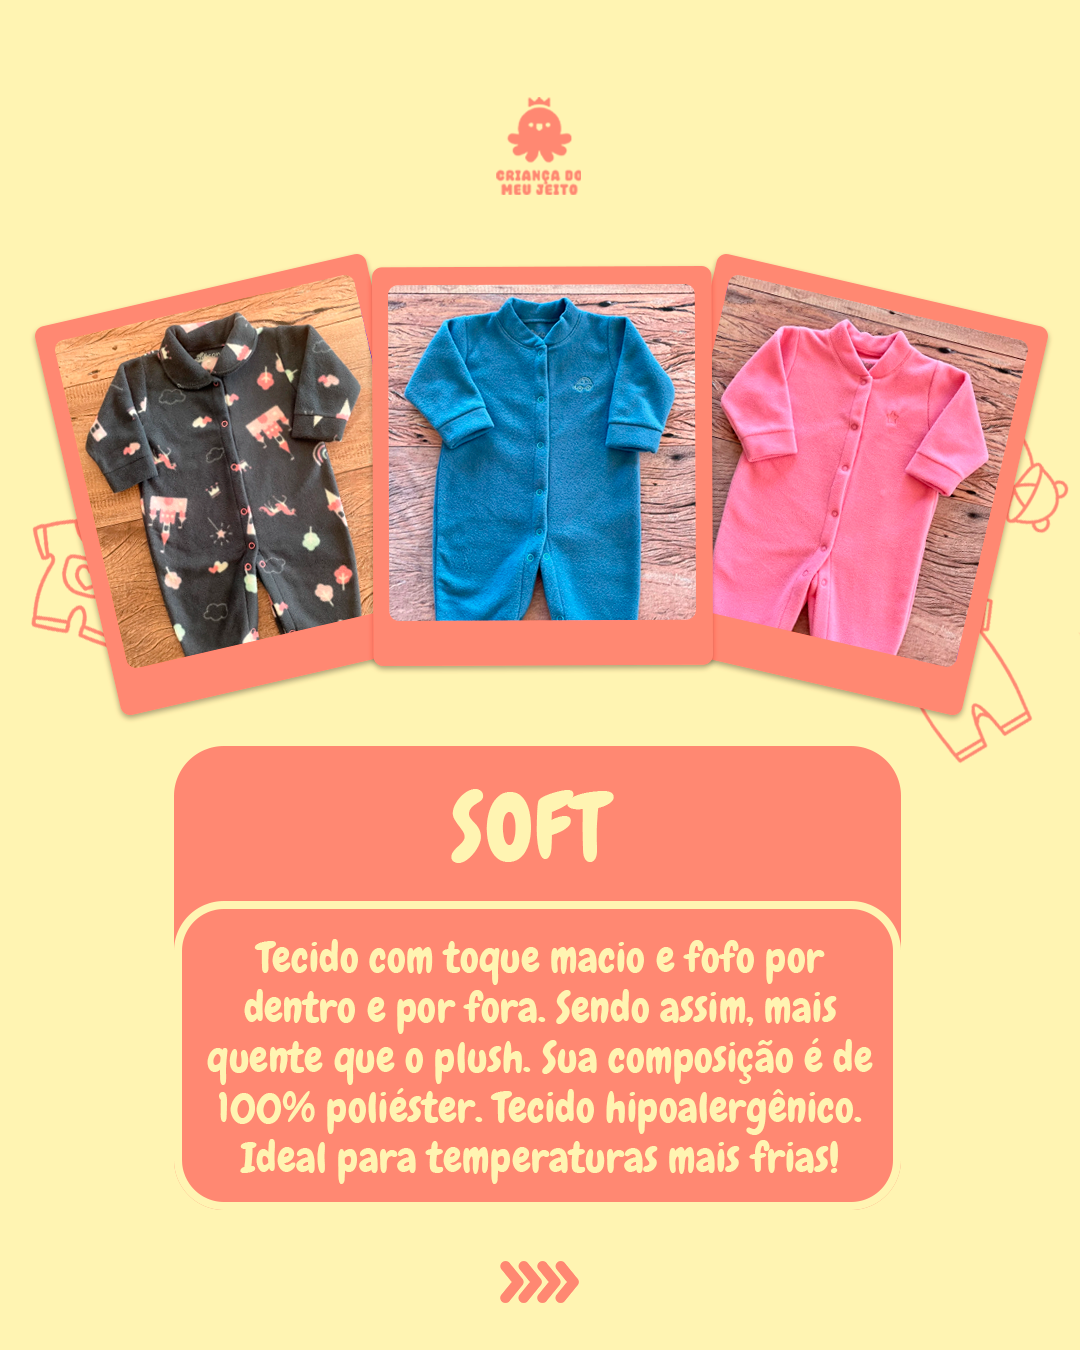 CRIANÇA DO
MEU JEITO
SOFT
Tecido com toque macio e fofo por
dentro e por fora. Sendo assim, mais
quente que o plush. Sua composição é de
100% poliéster. Tecido hipoalergênico.
Ideal para temperaturas mais frias!